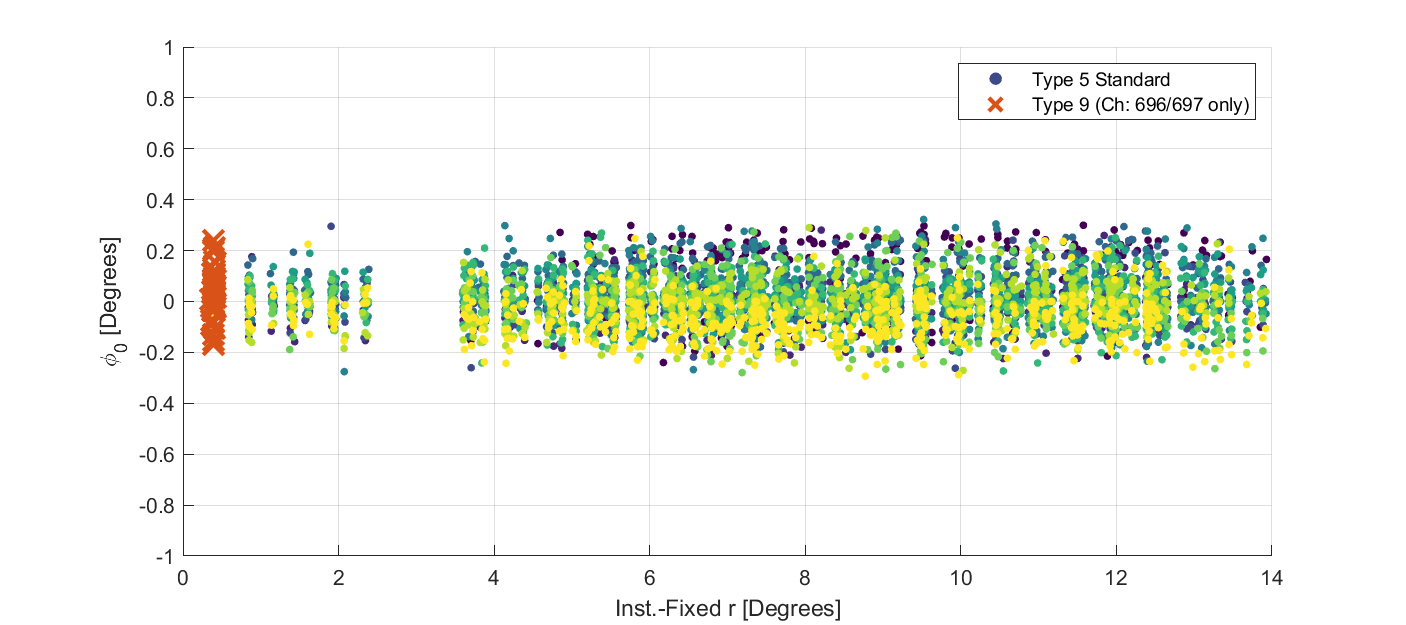 1
0.8
0.6
0.4
0.2
0
-0.2
-0.4
-0.6
-0.8
-1
ϕ0 [Degrees]
Type 5 Standard
Type 9 (Ch: 696/697 only)
0 2 4 6 8 10 12 14
Inst.-Fixed r [Degrees]